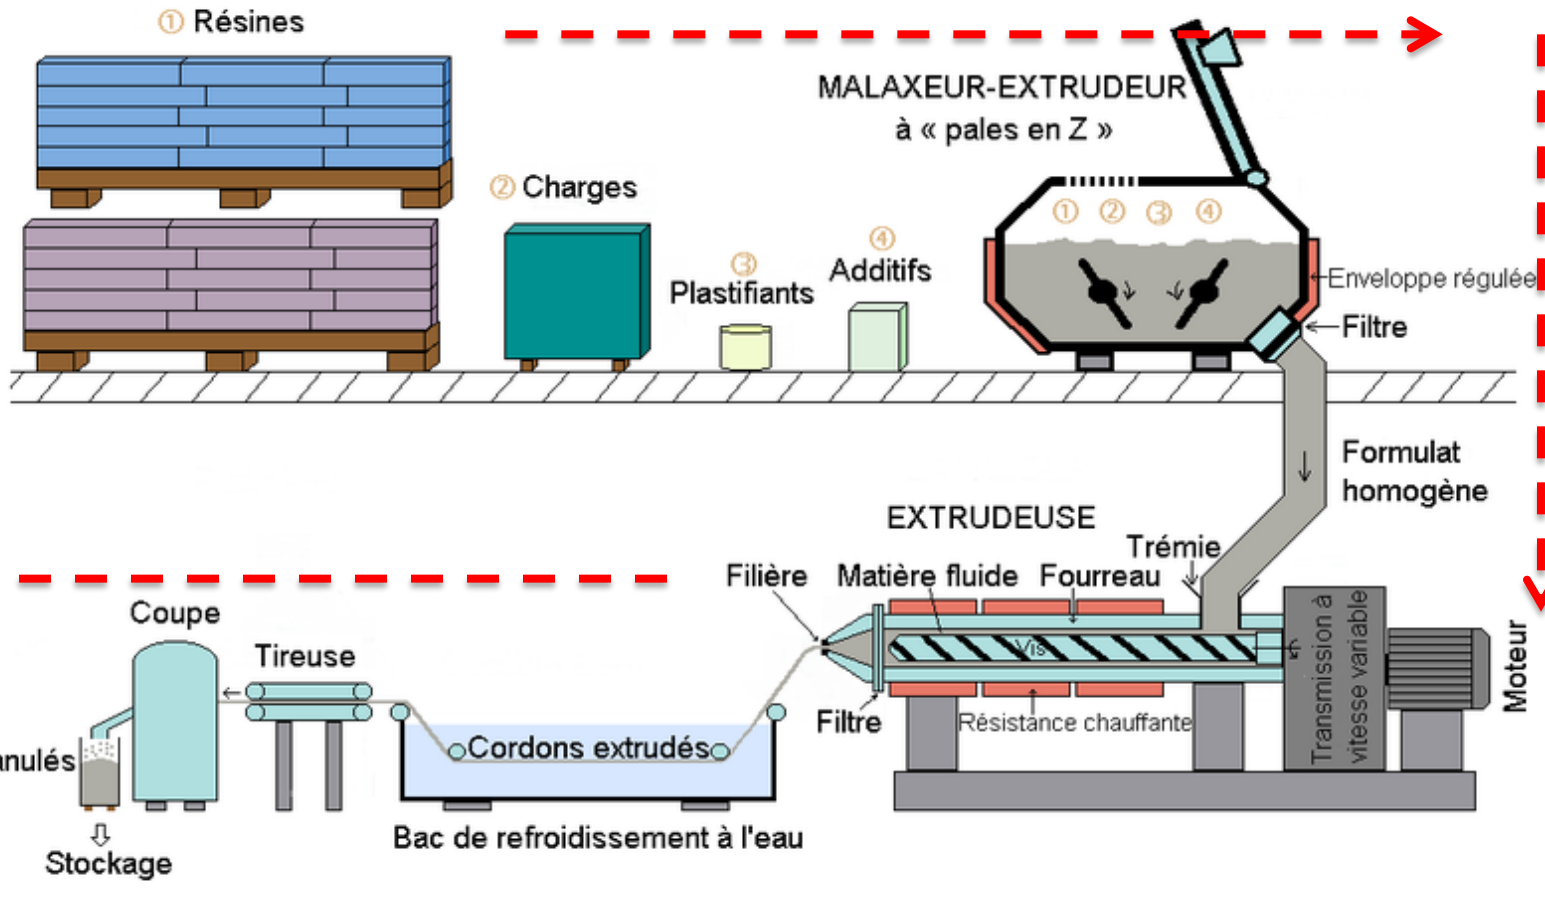 ① Résines
MALAXEUR-EXTRUDEUR
à « pales en Z »
② Charges
① ② ③ ④
③
Plastifiants
④
Additifs
Enveloppe régulée
Filtre
Formulat
homogène
EXTRUDEUSE
Trémie
Filière
Matière fluide
Fourreau
Vis
Transmission à
vitesse variable
Moteur
Filtre
Résistance chauffante
Coupe
Tireuse
Cordons extrudés
anulés
Bac de refroidissement à l'eau
Stockage